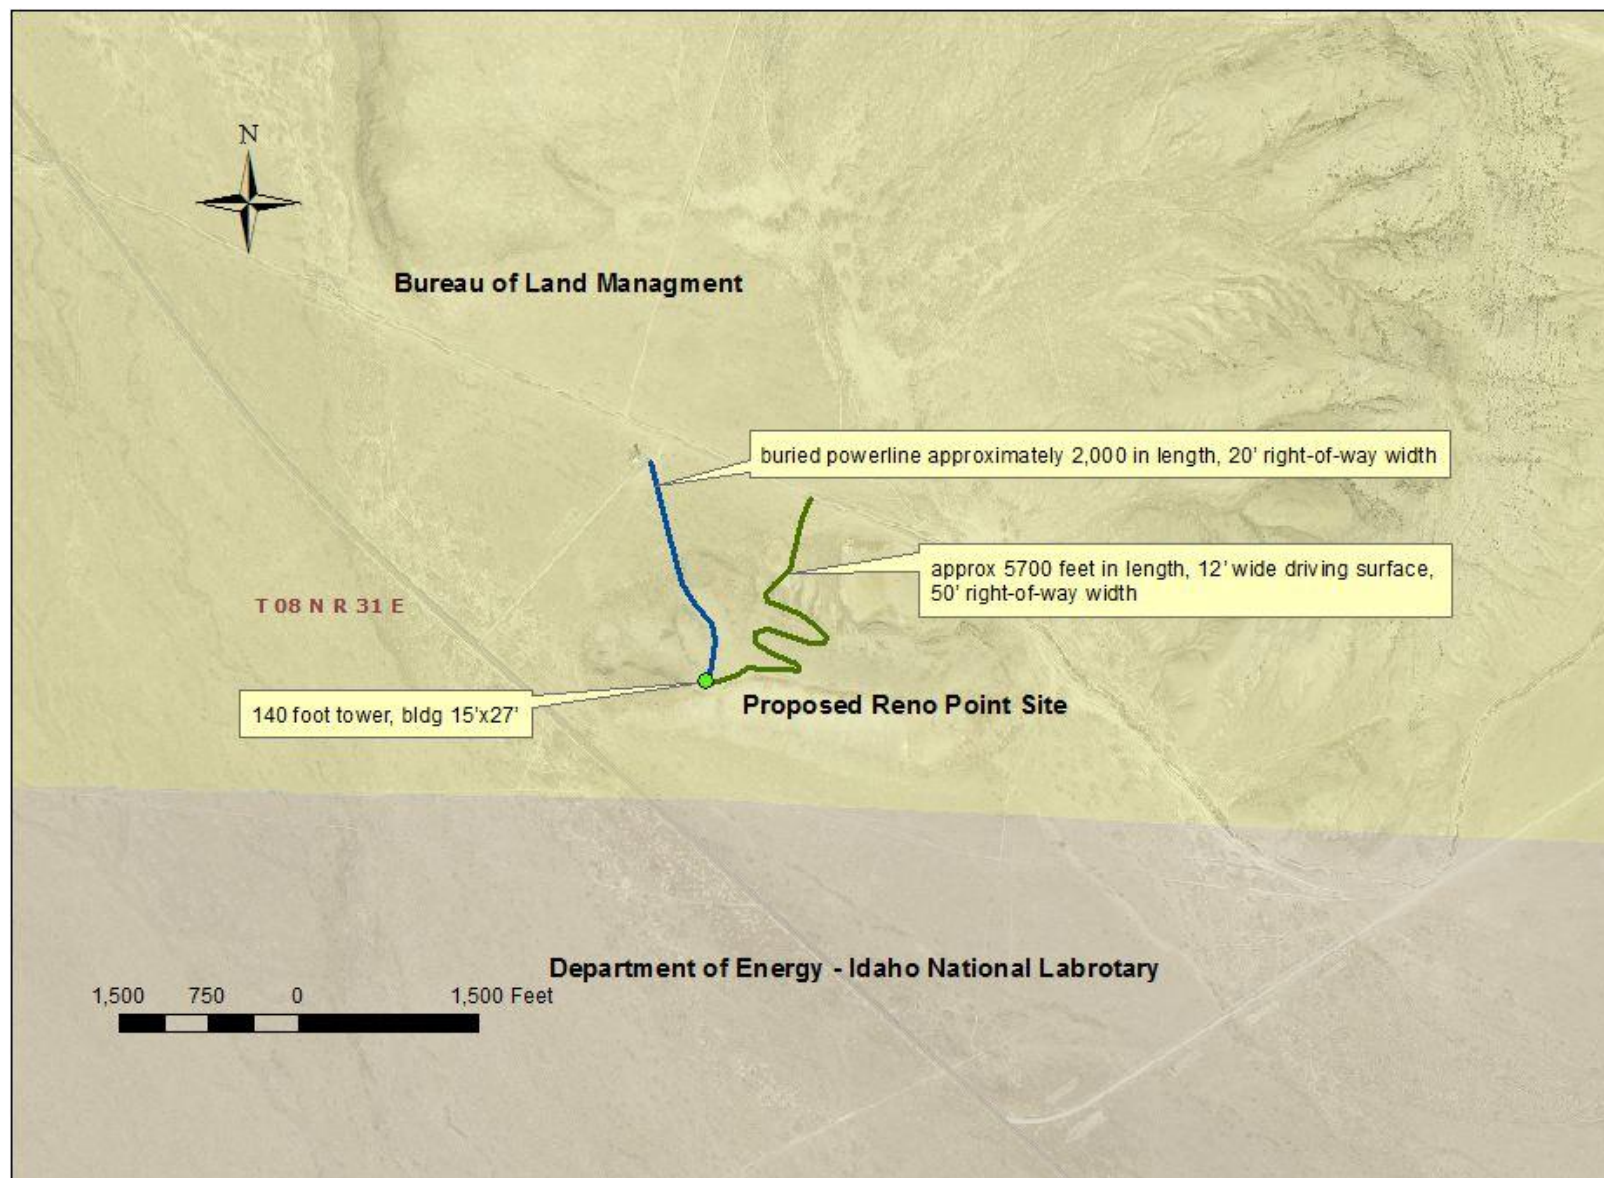 N
Bureau of Land Managment
buried powerline approximately 2,000 in length, 20' right-of-way width
approx 5700 feet in length, 12' wide driving surface,
50' right-of-way width
T 08 N R 31 E
140 foot tower, bldg 15'x27'
Proposed Reno Point Site
Department of Energy - Idaho National Labrotary
1,500 750 0 1,500 Feet